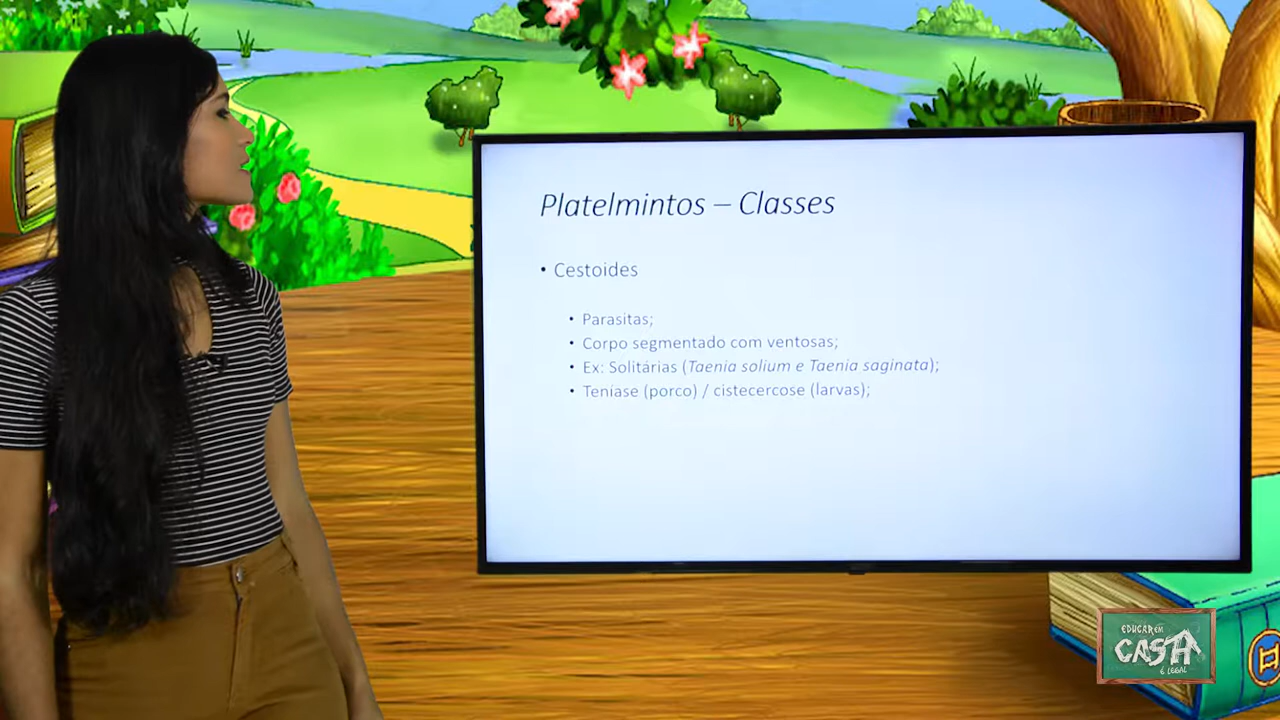 Platelmintos – Classes
• Cestoides
• Parasitas;
• Corpo segmentado com ventosas;
• Ex: Solitárias (Taenia solium e Taenia saginata);
• Teníase (porco) / cistecercose (larvas);
EDUCAR EM
CASA
É LEGAL